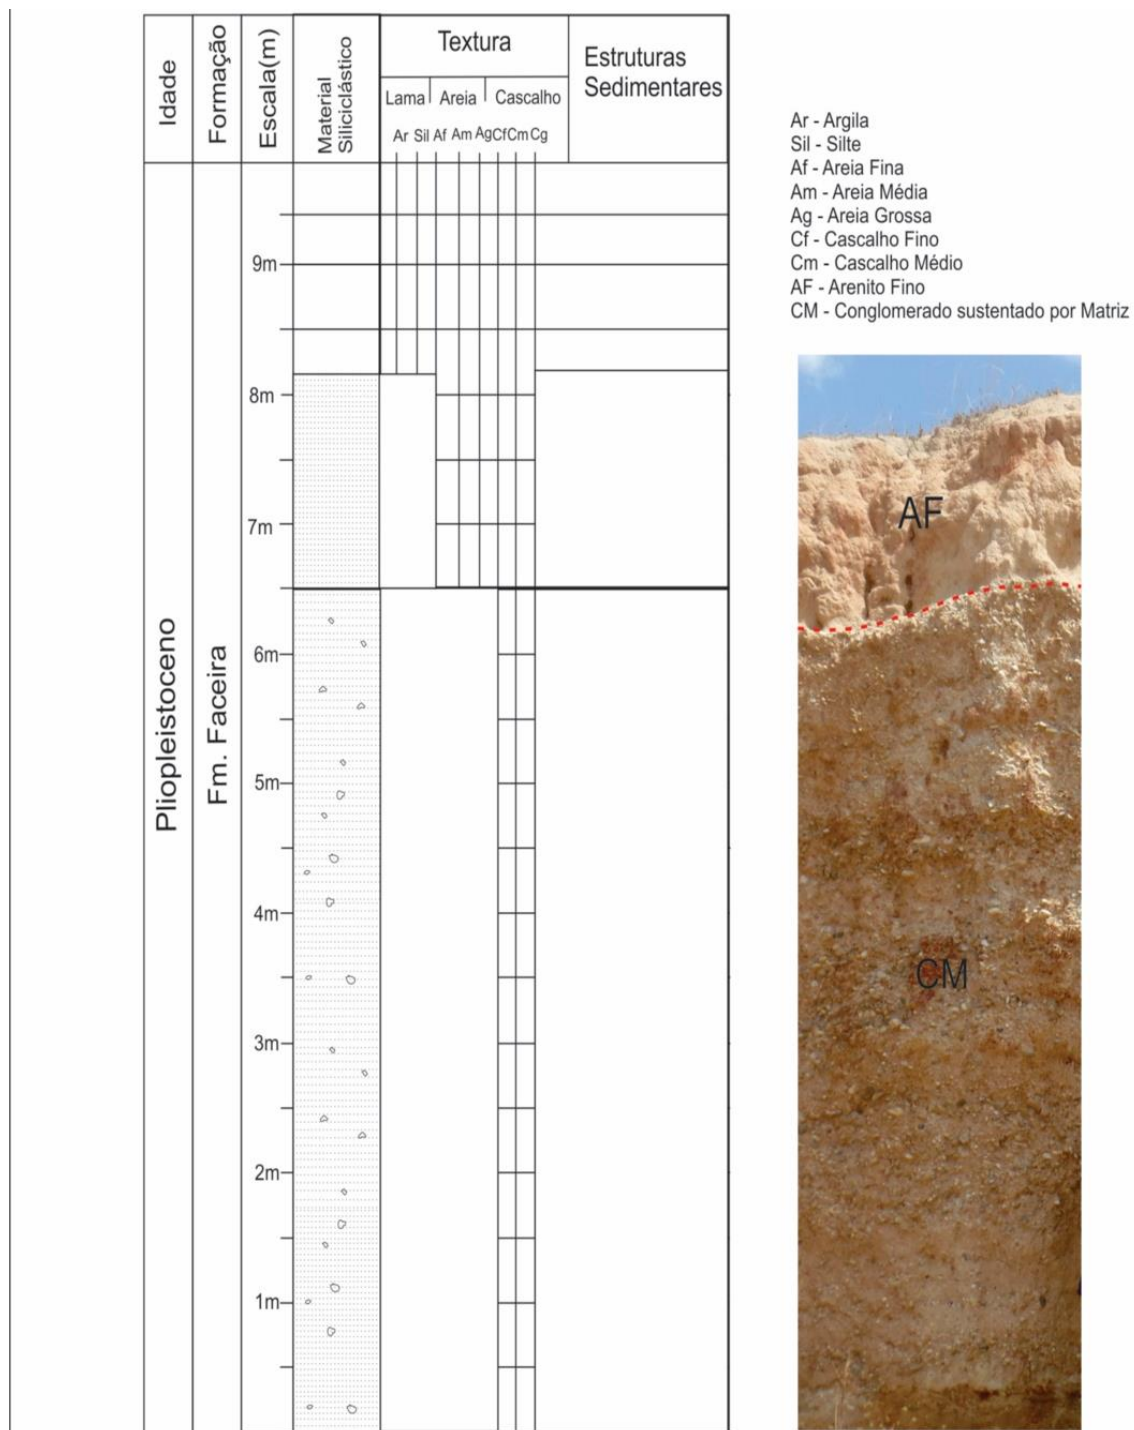 Idade
Formação
Escala(m)
Material
Siliciclástico
Textura
Lama Areia Cascalho
Ar Sil Af Am Ag Cf Cm Cg
Estruturas
Sedimentares
Pliopleistoceno
Fm. Faceira
9m
8m
7m
6m
5m
4m
3m
2m
1m
Ar - Argila
Sil - Silte
Af - Areia Fina
Am - Areia Média
Ag - Areia Grossa
Cf - Cascalho Fino
Cm - Cascalho Médio
AF - Arenito Fino
CM - Conglomerado sustentado por Matriz
AF
CM